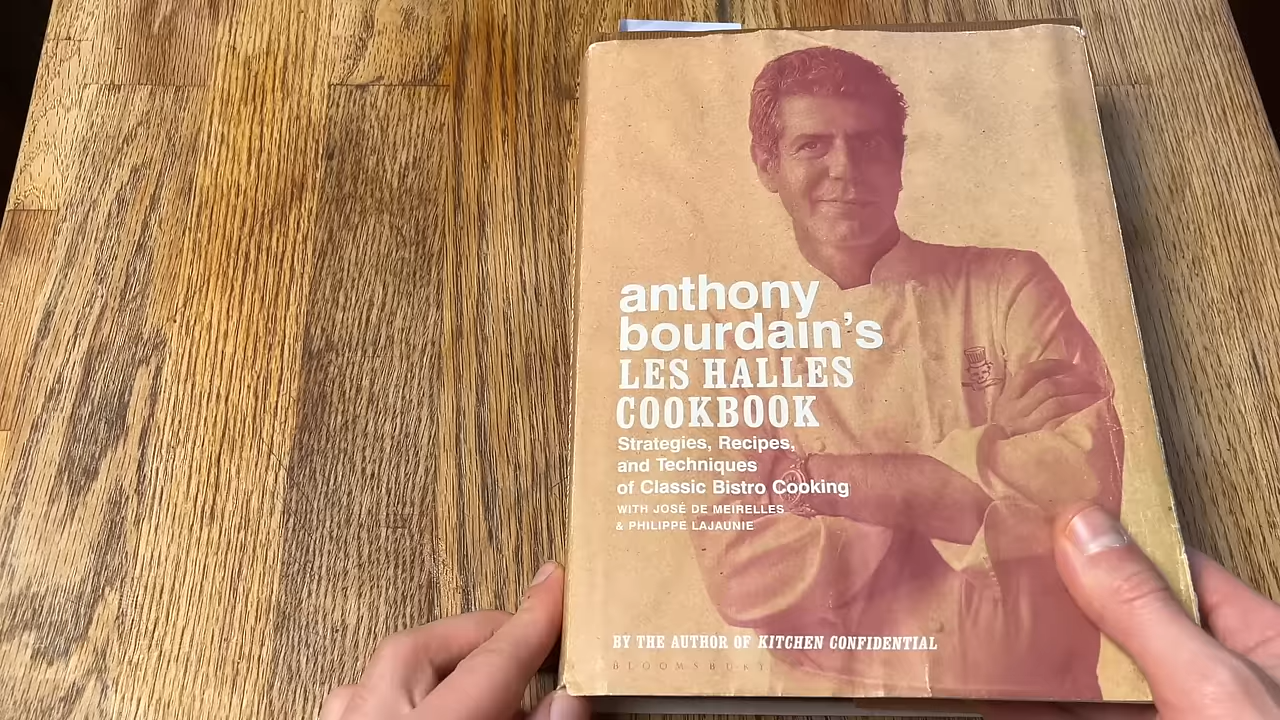 anthony
bourdain's
LES HALLES
COOKBOOK
Strategies, Recipes,
and Techniques
of Classic Bistro Cooking
WITH JOSÉ DE MEIRELLES
& PHILIPPE LAJAUNIE
BY THE AUTHOR OF KITCHEN CONFIDENTIAL
BLOOMSBURY